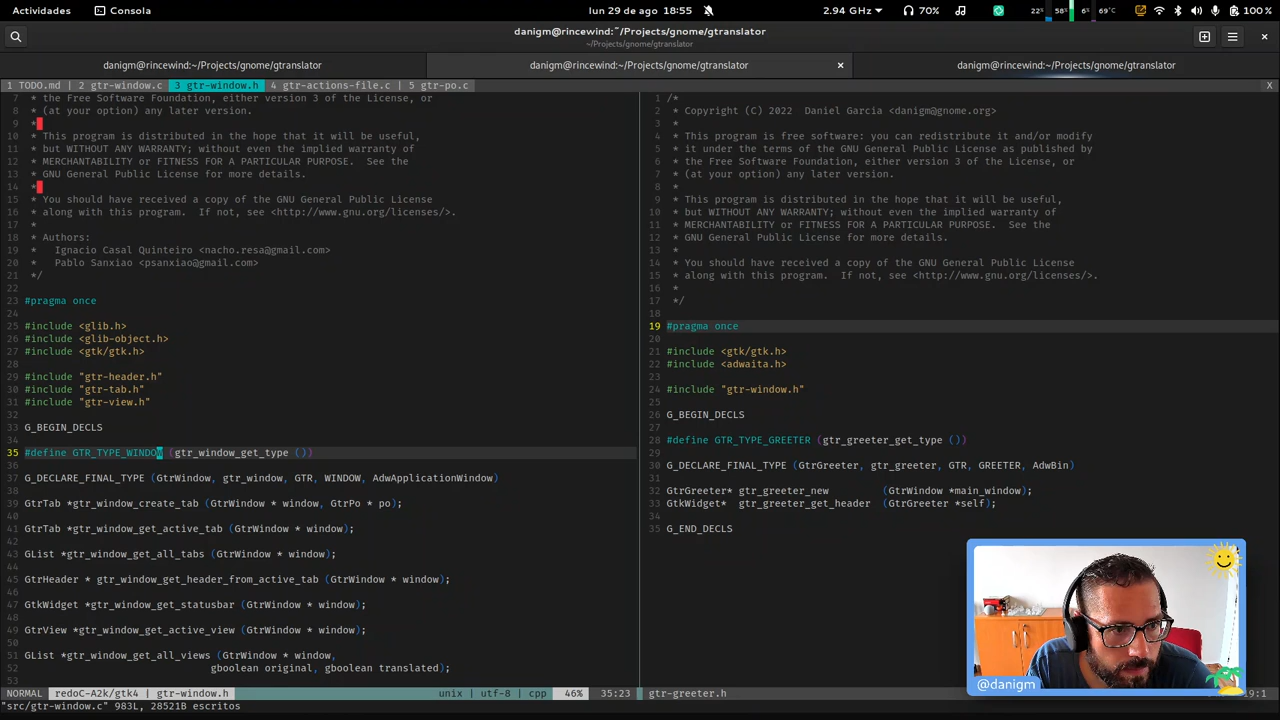 Actividades
Consola
lun 29 de ago 18:55
2.94 GHz
70%
22%
58%
6%
69°C
100 %
danigm@rincewind:~/Projects/gnome/gtranslator
~/Projects/gnome/gtranslator
danigm@rincewind:~/Projects/gnome/gtranslator
danigm@rincewind:~/Projects/gnome/gtranslator
danigm@rincewind:~/Projects/gnome/gtranslator
1 TODO.md | 2 gtr-window.c | 3 gtr-window.h | 4 gtr-actions-file.c | 5 gtr-po.c
X
7 * the Free Software Foundation, either version 3 of the License, or
8 * (at your option) any later version.
9 *
10 * This program is distributed in the hope that it will be useful,
11 * but WITHOUT ANY WARRANTY; without even the implied warranty of
12 * MERCHANTABILITY or FITNESS FOR A PARTICULAR PURPOSE.  See the
13 * GNU General Public License for more details.
14 *
15 * You should have received a copy of the GNU General Public License
16 * along with this program.  If not, see <http://www.gnu.org/licenses/>.
17 *
18 * Authors:
19 *   Ignacio Casal Quinteiro <nacho.resa@gmail.com>
20 *   Pablo Sanxiao <psanxiao@gmail.com>
21 */
22
23 #pragma once
24
25 #include <glib.h>
26 #include <glib-object.h>
27 #include <gtk/gtk.h>
28
29 #include "gtr-header.h"
30 #include "gtr-tab.h"
31 #include "gtr-view.h"
32
33 G_BEGIN_DECLS
34
35 #define GTR_TYPE_WINDOW (gtr_window_get_type ())
36
37 G_DECLARE_FINAL_TYPE (GtrWindow, gtr_window, GTR, WINDOW, AdwApplicationWindow)
38
39 GtrTab *gtr_window_create_tab (GtrWindow * window, GtrPo * po);
40
41 GtrTab *gtr_window_get_active_tab (GtrWindow * window);
42
43 GList *gtr_window_get_all_tabs (GtrWindow * window);
44
45 GtrHeader * gtr_window_get_header_from_active_tab (GtrWindow * window);
46
47 GtkWidget *gtr_window_get_statusbar (GtrWindow * window);
48
49 GtrView *gtr_window_get_active_view (GtrWindow * window);
50
51 GList *gtr_window_get_all_views (GtrWindow * window,
52 gboolean original, gboolean translated);
53
1 /*
2 * Copyright (C) 2022  Daniel Garcia <danigm@gnome.org>
3 *
4 * This program is free software: you can redistribute it and/or modify
5 * it under the terms of the GNU General Public License as published by
6 * the Free Software Foundation, either version 3 of the License, or
7 * (at your option) any later version.
8 *
9 * This program is distributed in the hope that it will be useful,
10 * but WITHOUT ANY WARRANTY; without even the implied warranty of
11 * MERCHANTABILITY or FITNESS FOR A PARTICULAR PURPOSE.  See the
12 * GNU General Public License for more details.
13 *
14 * You should have received a copy of the GNU General Public License
15 * along with this program.  If not, see <http://www.gnu.org/licenses/>.
16 *
17 */
18
19 #pragma once
20
21 #include <gtk/gtk.h>
22 #include <adwaita.h>
23
24 #include "gtr-window.h"
25
26 G_BEGIN_DECLS
27
28 #define GTR_TYPE_GREETER (gtr_greeter_get_type ())
29
30 G_DECLARE_FINAL_TYPE (GtrGreeter, gtr_greeter, GTR, GREETER, AdwBin)
31
32 GtrGreeter* gtr_greeter_new (GtrWindow *main_window);
33 GtkWidget* gtr_greeter_get_header (GtrGreeter *self);
34
35 G_END_DECLS
@danigm
NORMAL | redoC-A2k/gtk4 | gtr-window.h
unix | utf-8 | cpp
46%
35:23
gtr-greeter.h
19:1
"src/gtr-window.c" 983L, 28521B escritos